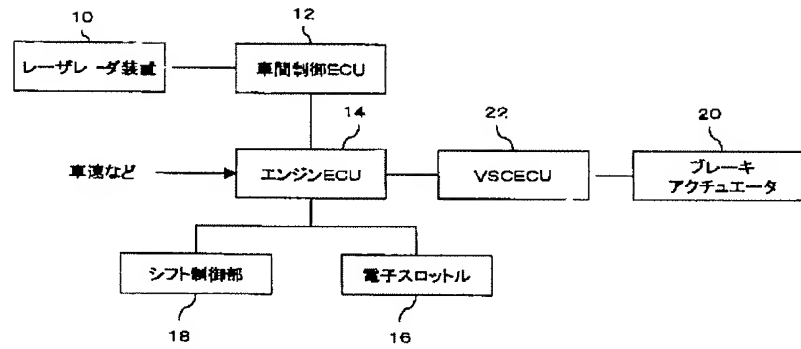 10
12
レーザレーダ装置
車間制御ECU
14
22
20
車速など
エンジンECU
VSCECU
ブレーキ
アクチュエータ
シフト制御部
電子スロットル
18
16